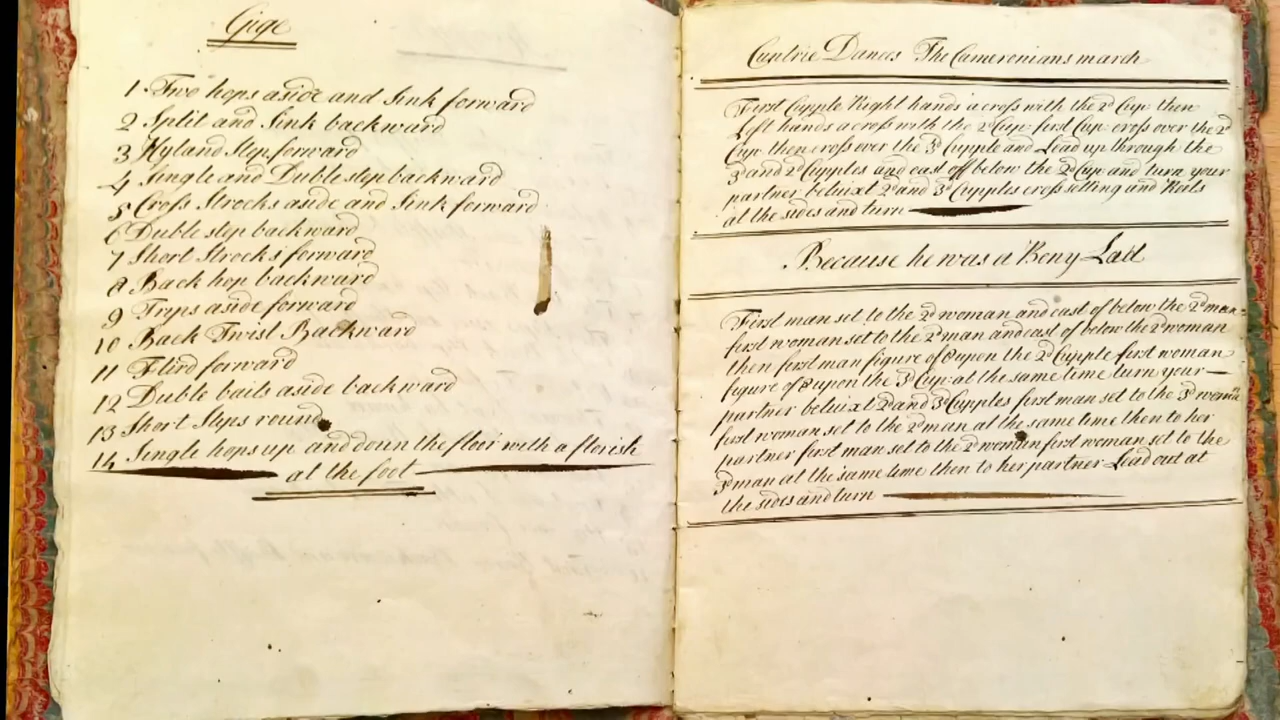 Gige
1 Two hops aside and Sink forward
2 Split and Sink backward
3 Hyland Step forward
4 Single and Duble step backward
5 Cross Strocks aside and Sink forward
6 Duble step backward
7 Short Strocks forward
8 Back hop backward
9 Tryps aside forward
10 Back Twist Backward
11 Flird forward
12 Duble bails aside backward
13 Short Steps round
14 Single hops up and doun the floir with a florish
at the foot
Cuntrie Dances The Cameronians march
First Cupple Right hands across with the 2d Cup then
Left hands across with the 2d Cup first Cup cross over the 2d
Cup then cross over the 3d Cupple and Lead up through the
3 and 2d Cupples and cast off below the 2d Cup and turn your
partner betuixt 2d and 3d Cupples cross setting and Reils
at the sides and turn
Because he was a Bony Lad
First man set to the 2d woman and cast of below the 2d man
first woman set to the 2d man and cast of below the 2d woman
then first man figure of 8 upon the 2d Cupple first woman
figure of 8 upon the 3d Cup at the same time turn your
partner betuixt 2d and 3d Cupples first man set to the 3d woman
first woman set to the 2d man at the same time then to her
partner first man set to the 2d woman first woman set to the
3d man at the same time then to her partner Lead out at
the sides and turn